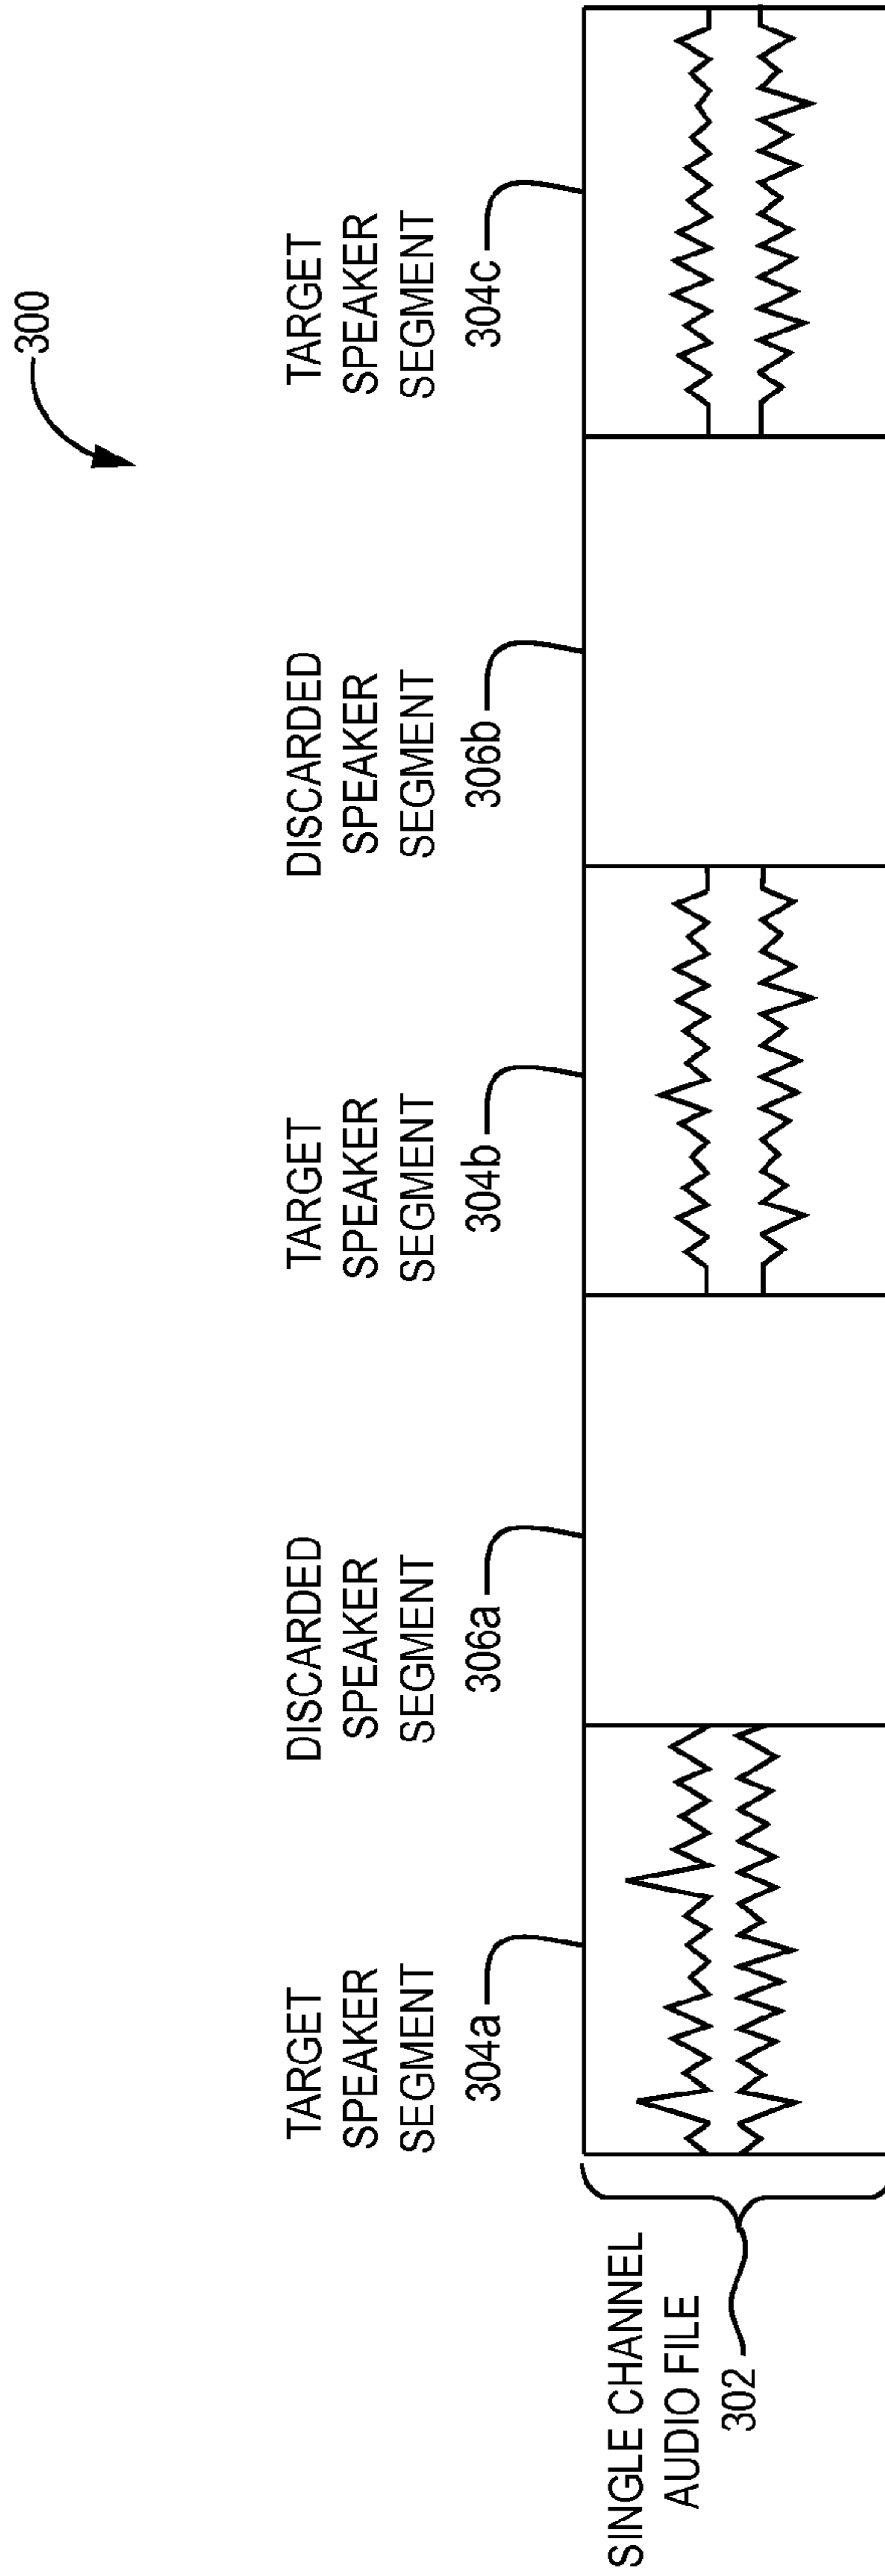 300
TARGET
SPEAKER
SEGMENT
304a
DISCARDED
SPEAKER
SEGMENT
306a
TARGET
SPEAKER
SEGMENT
304b
DISCARDED
SPEAKER
SEGMENT
306b
TARGET
SPEAKER
SEGMENT
304c
SINGLE CHANNEL
AUDIO FILE
302